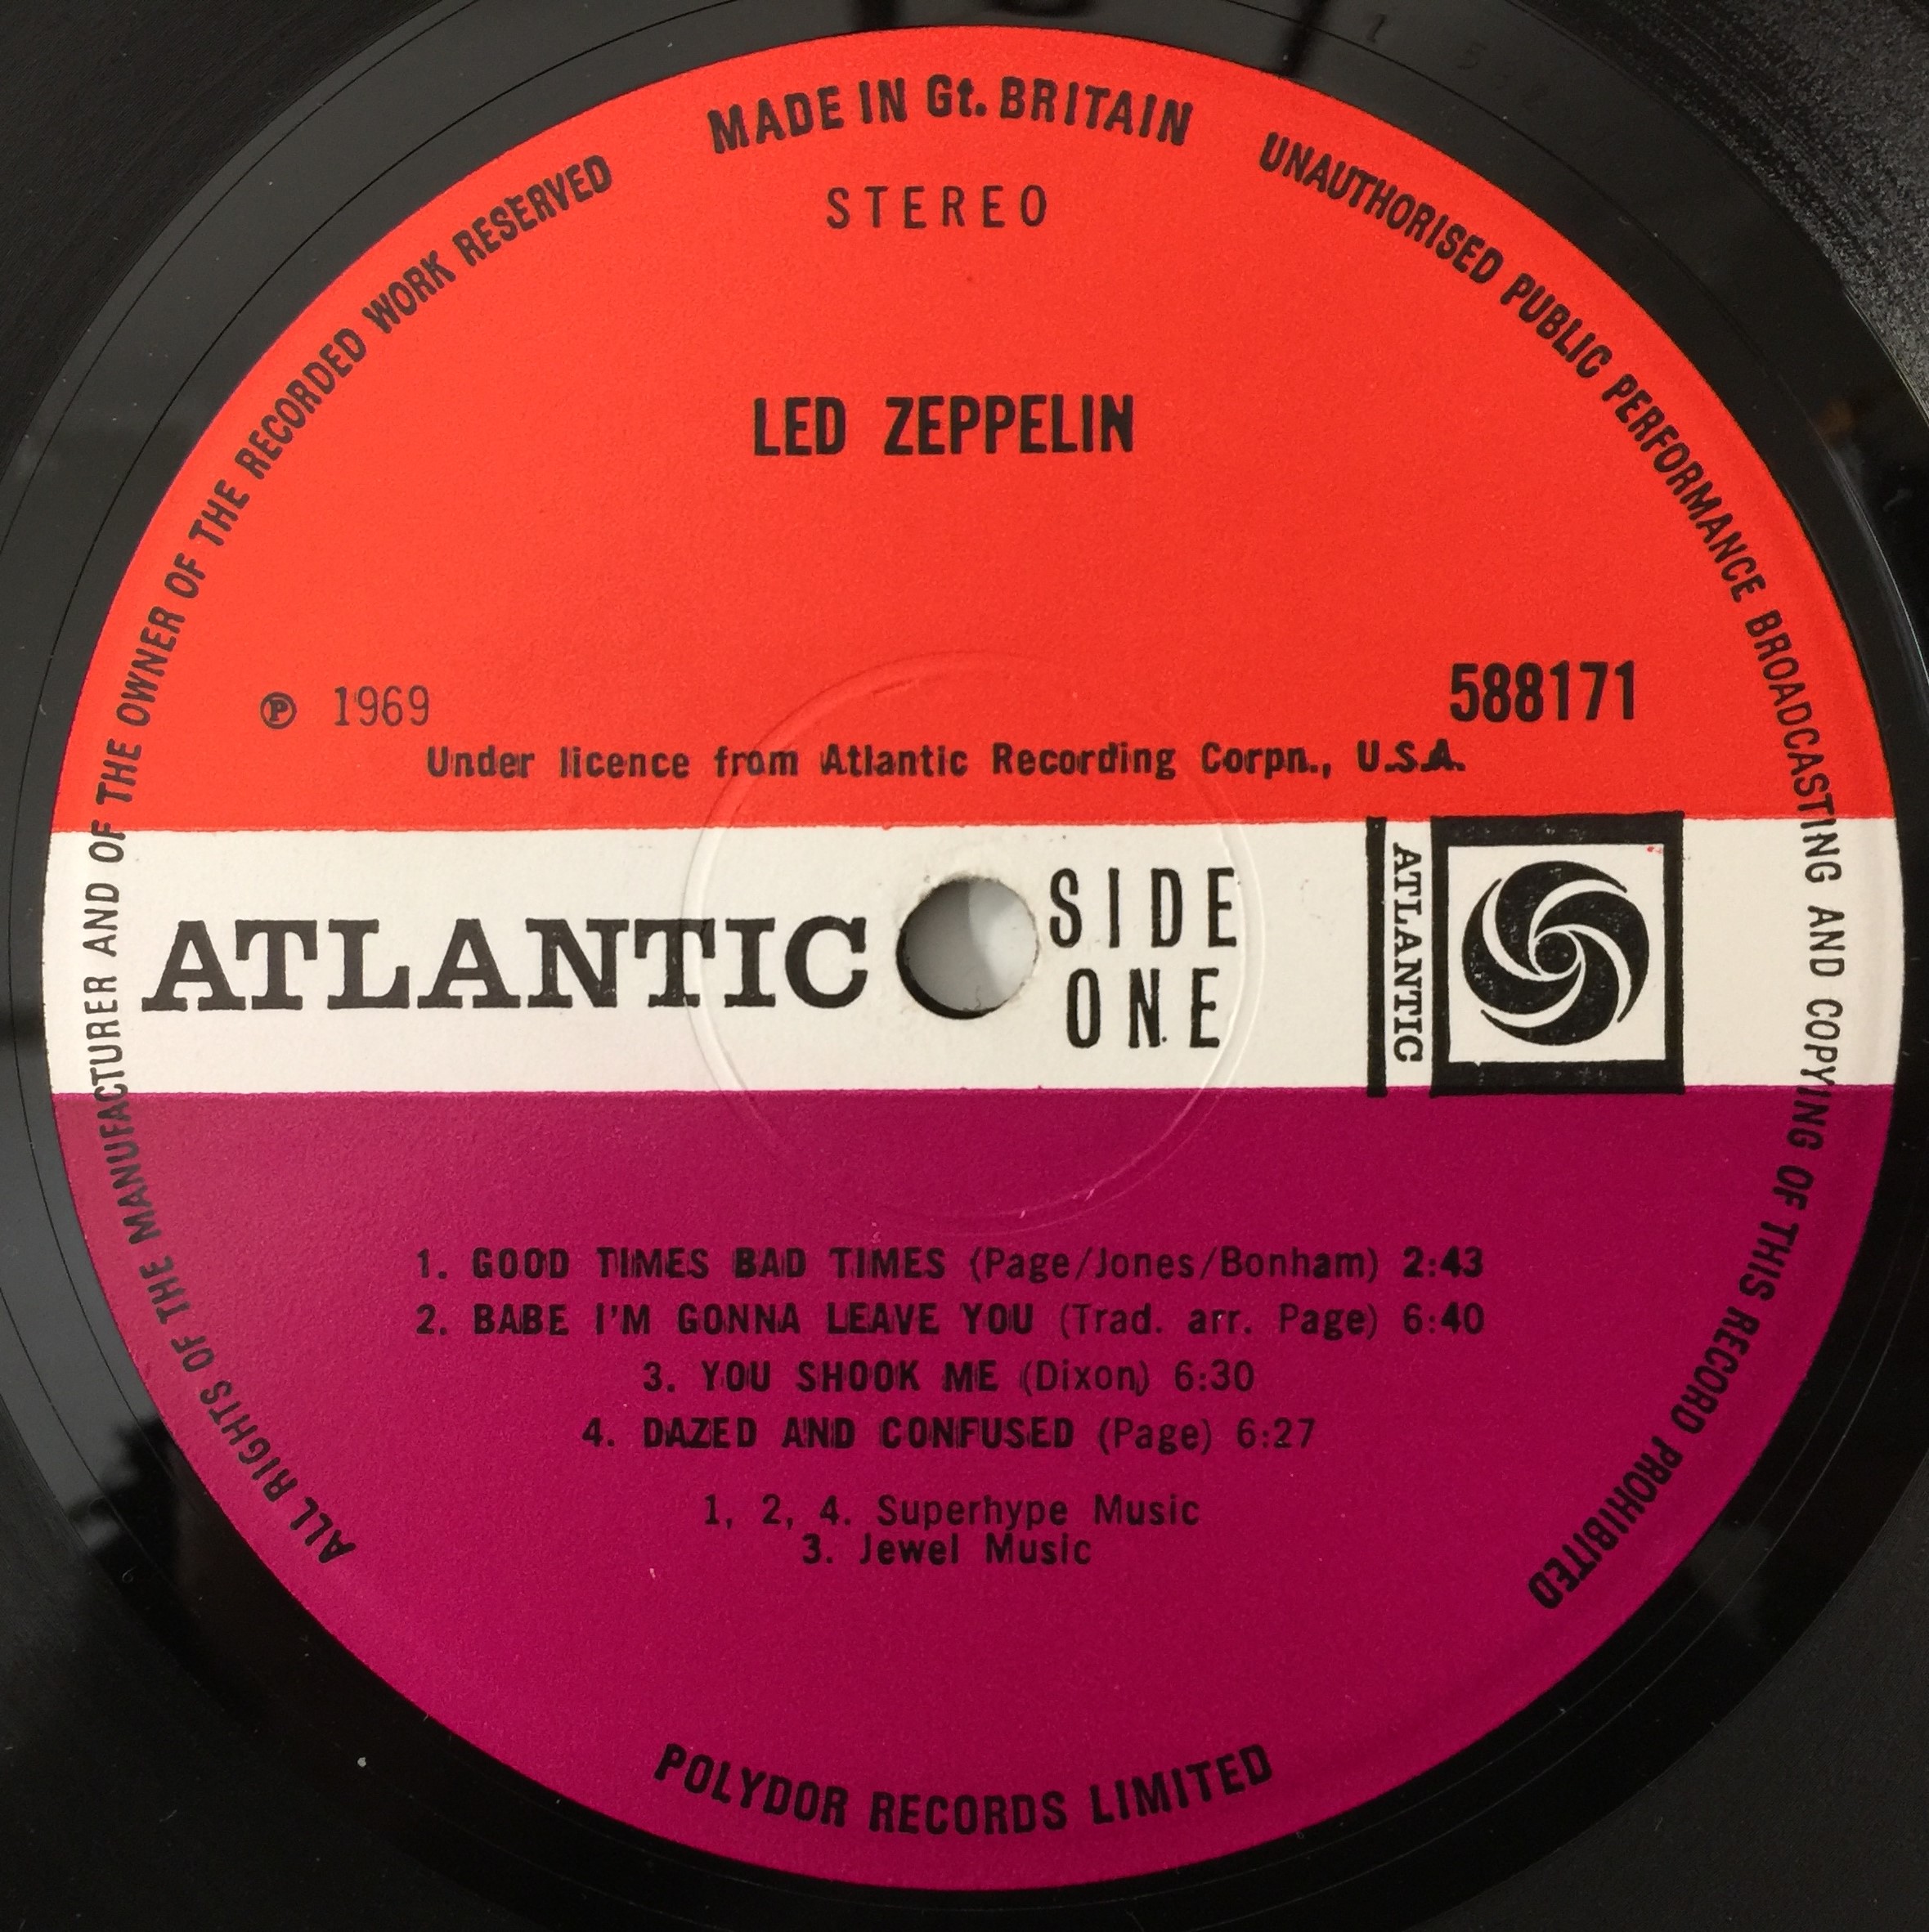 MADE IN Gt. BRITAIN
UNAUTHORISED PUBLIC PERFORMANCE BROADCASTING AND COPYING OF THIS RECORD PROHIBITED
ALL RIGHTS OF THE MANUFACTURER AND OF THE OWNER OF THE RECORDED WORK RESERVED
STEREO
LED ZEPPELIN
℗ 1969
588171
Under licence from Atlantic Recording Corpn., U.S.A.
ATLANTIC
SIDE
ONE
ATLANTIC
1. GOOD TIMES BAD TIMES (Page/Jones/Bonham) 2:43
2. BABE I'M GONNA LEAVE YOU (Trad. arr. Page) 6:40
3. YOU SHOOK ME (Dixon) 6:30
4. DAZED AND CONFUSED (Page) 6:27
1, 2, 4. Superhype Music
3. Jewel Music
POLYDOR RECORDS LIMITED